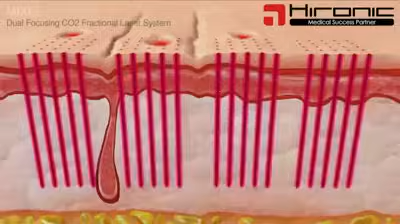 Dual Focusing CO2 Fractional Laser System
Hironic
Medical Success Partner